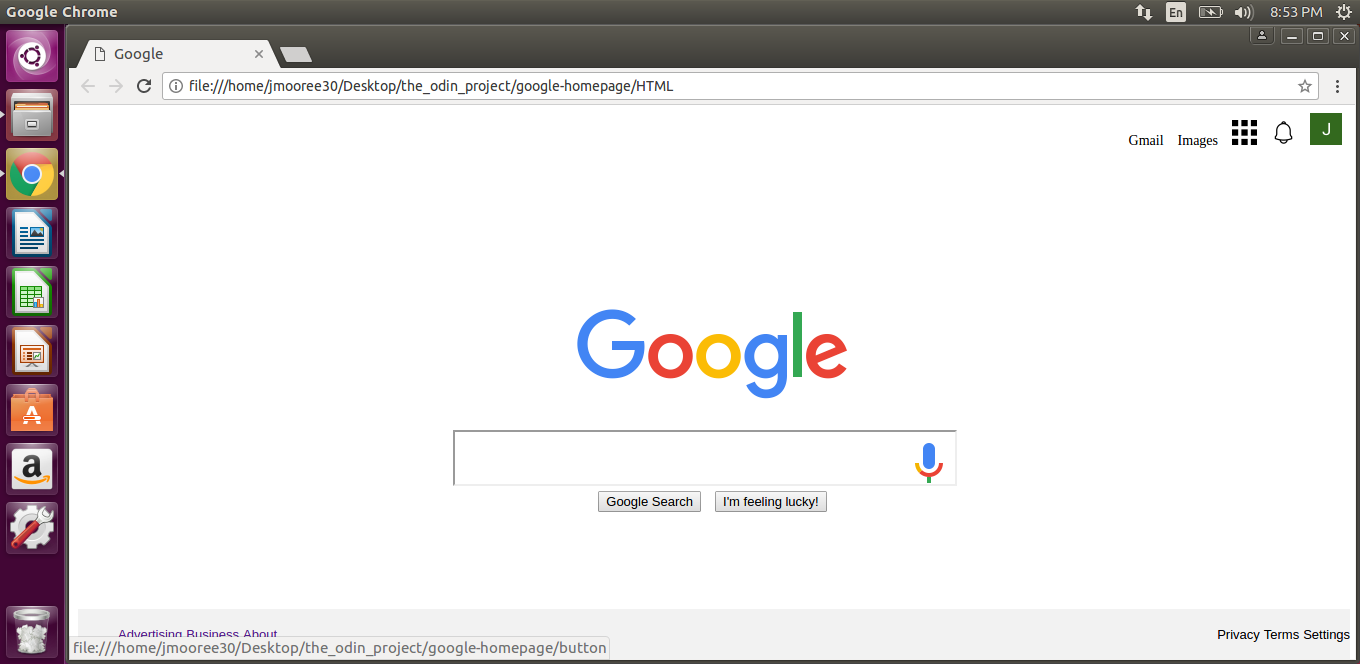 Google Chrome
En
8:53 PM
Google
file:///home/jmooree30/Desktop/the_odin_project/google-homepage/HTML
Gmail Images
J
Google
Google Search I'm feeling lucky!
Advertising Business About
Privacy Terms Settings
file:///home/jmooree30/Desktop/the_odin_project/google-homepage/button